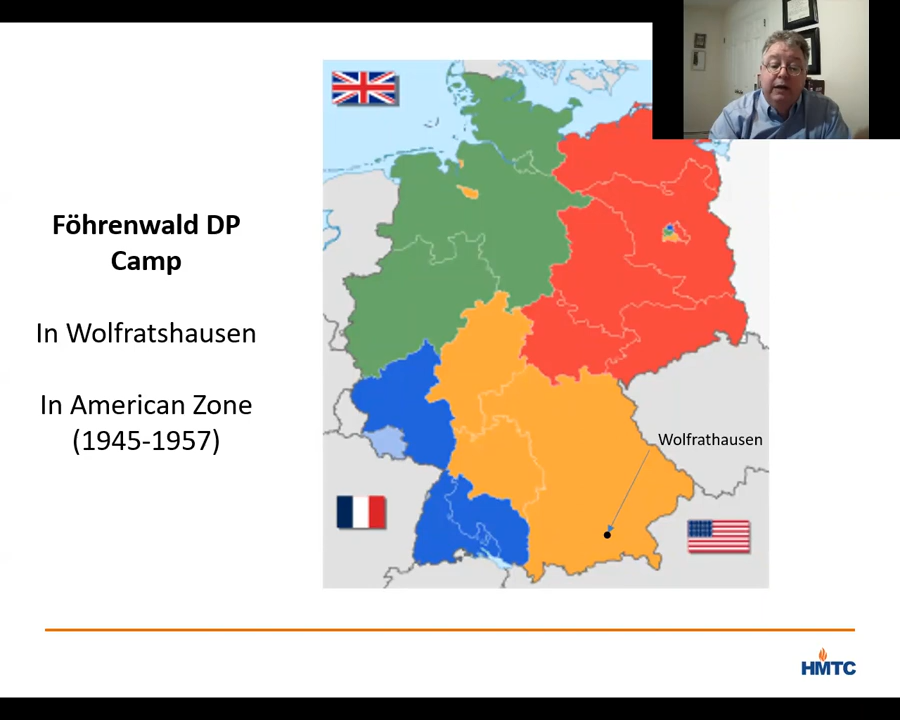 Föhrenwald DP
Camp
In Wolfratshausen
In American Zone
(1945-1957)
Wolfrathausen
HMTC